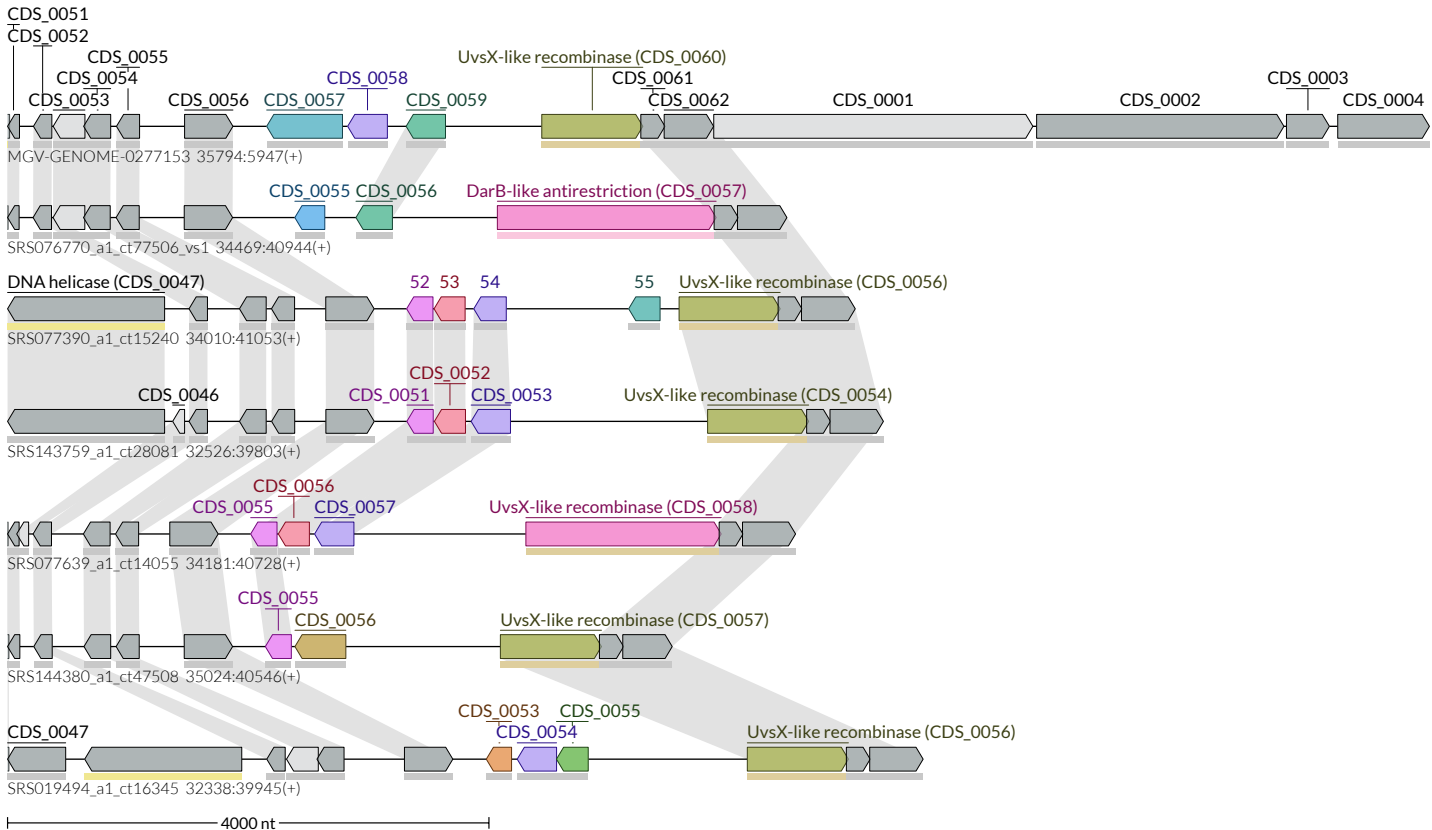 CDS_0051
CDS_0052
CDS_0055 UvsX-like recombinase (CDS_0060)
CDS_0054 CDS_0058 CDS_0061 CDS_0003
CDS_0053 CDS_0056 CDS_0057 CDS_0059 CDS_0062 CDS_0001 CDS_0002 CDS_0004
MGV-GENOME-0277153 35794:5947(+)
CDS_0055 CDS_0056 DarB-like antirestriction (CDS_0057)
SRS076770_a1_ct77506_vs1 34469:40944(+)
DNA helicase (CDS_0047) 52 53 54 55 UvsX-like recombinase (CDS_0056)
SRS077390_a1_ct15240 34010:41053(+)
CDS_0052
CDS_0046 CDS_0051 CDS_0053 UvsX-like recombinase (CDS_0054)
SRS143759_a1_ct28081 32526:39803(+)
CDS_0056
CDS_0055 CDS_0057 UvsX-like recombinase (CDS_0058)
SRS077639_a1_ct14055 34181:40728(+)
CDS_0055
CDS_0056 UvsX-like recombinase (CDS_0057)
SRS144380_a1_ct47508 35024:40546(+)
CDS_0053 CDS_0055
CDS_0047 CDS_0054 UvsX-like recombinase (CDS_0056)
SRS019494_a1_ct16345 32338:39945(+)
4000 nt